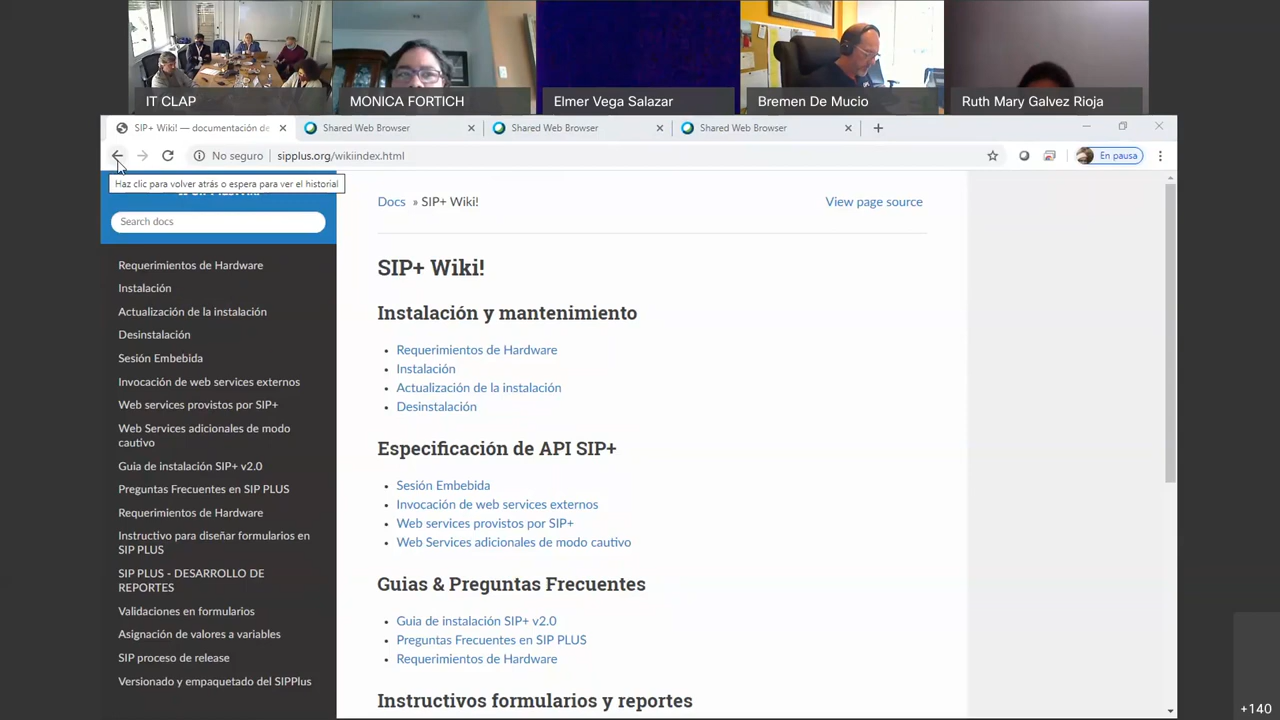 IT CLAP
MONICA FORTICH
Elmer Vega Salazar
Bremen De Mucio
Ruth Mary Galvez Rioja
SIP+ Wiki! — documentación de
Shared Web Browser
Shared Web Browser
Shared Web Browser
No seguro
sipplus.org/wikiindex.html
En pausa
Haz clic para volver atrás o espera para ver el historial
Search docs
Requerimientos de Hardware
Instalación
Actualización de la instalación
Desinstalación
Sesión Embebida
Invocación de web services externos
Web services provistos por SIP+
Web Services adicionales de modo
cautivo
Guia de instalación SIP+ v2.0
Preguntas Frecuentes en SIP PLUS
Requerimientos de Hardware
Instructivo para diseñar formularios en
SIP PLUS
SIP PLUS - DESARROLLO DE
REPORTES
Validaciones en formularios
Asignación de valores a variables
SIP proceso de release
Versionado y empaquetado del SIPPlus
Docs » SIP+ Wiki!
View page source
SIP+ Wiki!
Instalación y mantenimiento
Requerimientos de Hardware
Instalación
Actualización de la instalación
Desinstalación
Especificación de API SIP+
Sesión Embebida
Invocación de web services externos
Web services provistos por SIP+
Web Services adicionales de modo cautivo
Guias & Preguntas Frecuentes
Guia de instalación SIP+ v2.0
Preguntas Frecuentes en SIP PLUS
Requerimientos de Hardware
Instructivos formularios y reportes
+140